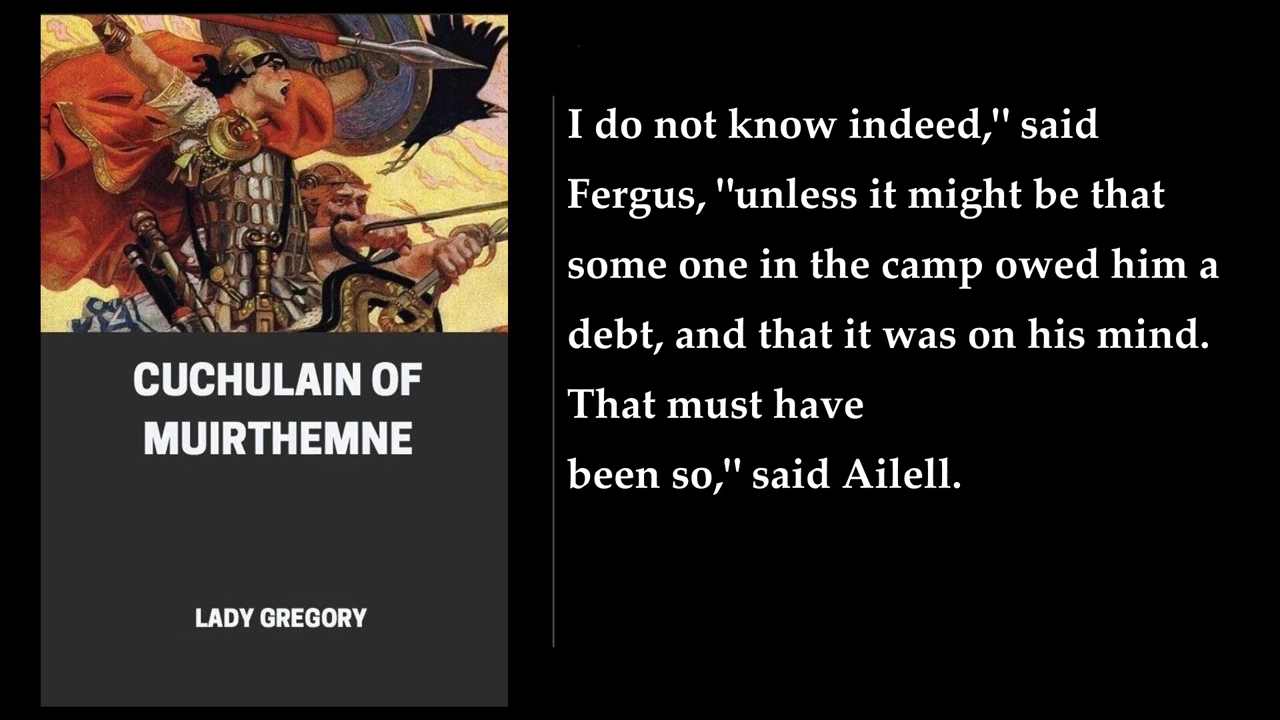 CUCHULAIN OF
MUIRTHEMNE
LADY GREGORY
I do not know indeed," said
Fergus, "unless it might be that
some one in the camp owed him a
debt, and that it was on his mind.
That must have
been so," said Ailell.